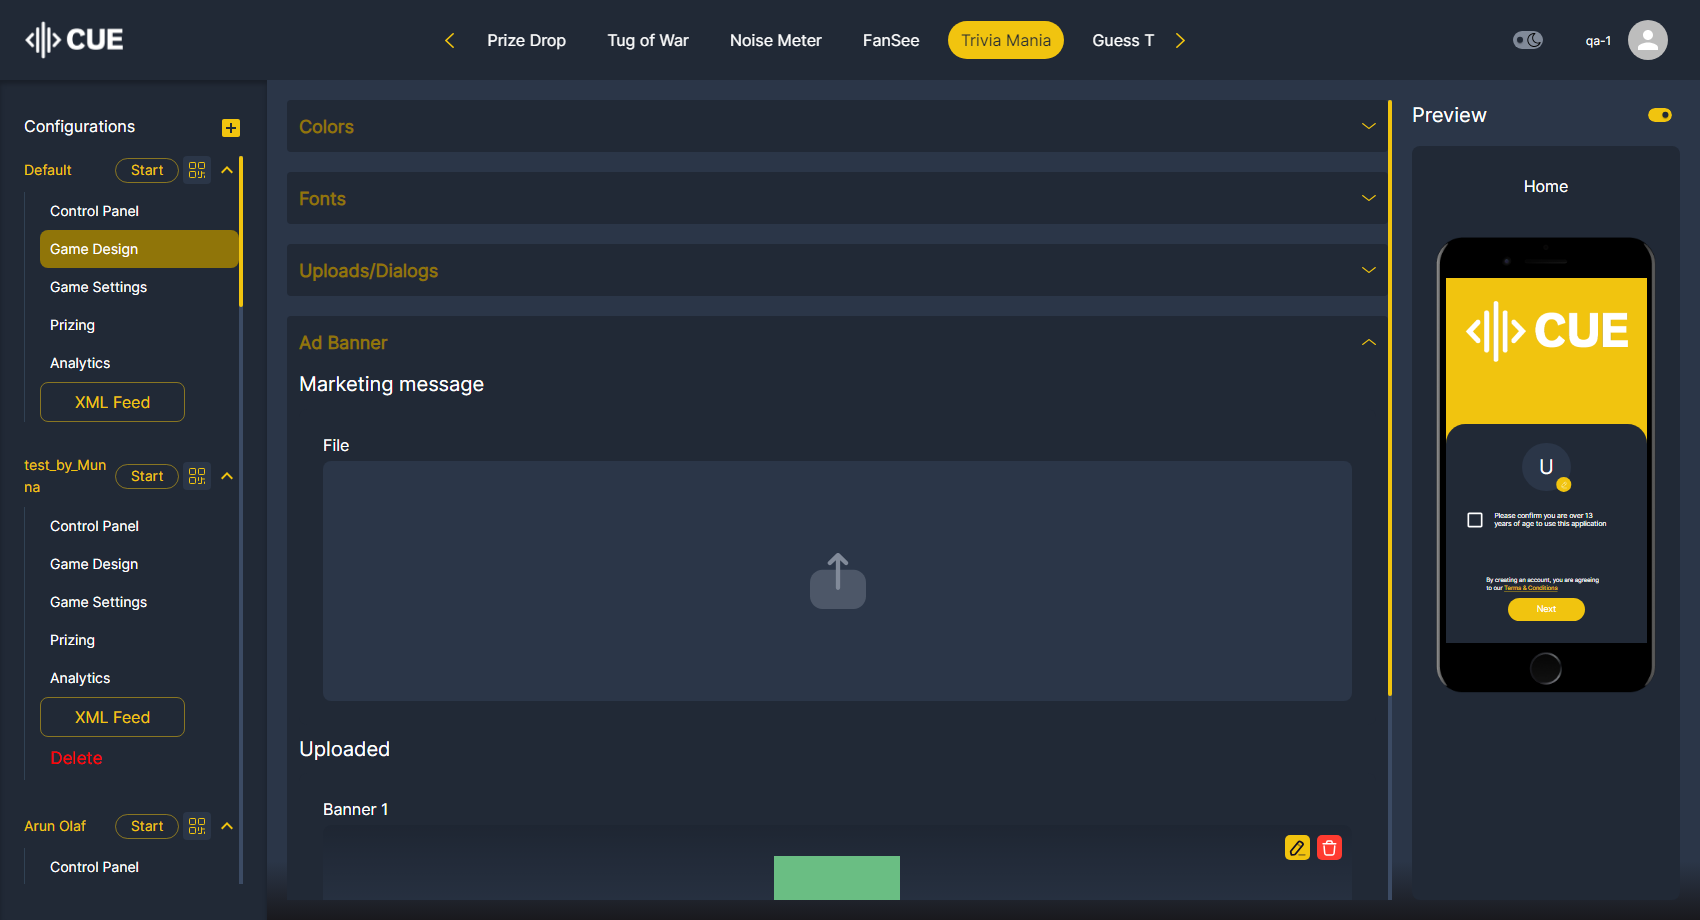 CUE
Prize Drop
Tug of War
Noise Meter
FanSee
Trivia Mania
Guess T
qa-1
Configurations
Default
Start
Control Panel
Game Design
Game Settings
Prizing
Analytics
XML Feed
test_by_Mun
na
Start
Control Panel
Game Design
Game Settings
Prizing
Analytics
XML Feed
Delete
Arun Olaf
Start
Control Panel
Colors
Fonts
Uploads/Dialogs
Ad Banner
Marketing message
File
Uploaded
Banner 1
Preview
Home
CUE
U
Please confirm you are over 13
years of age to use this application
By creating an account, you are agreeing
to our Terms & Conditions
Next